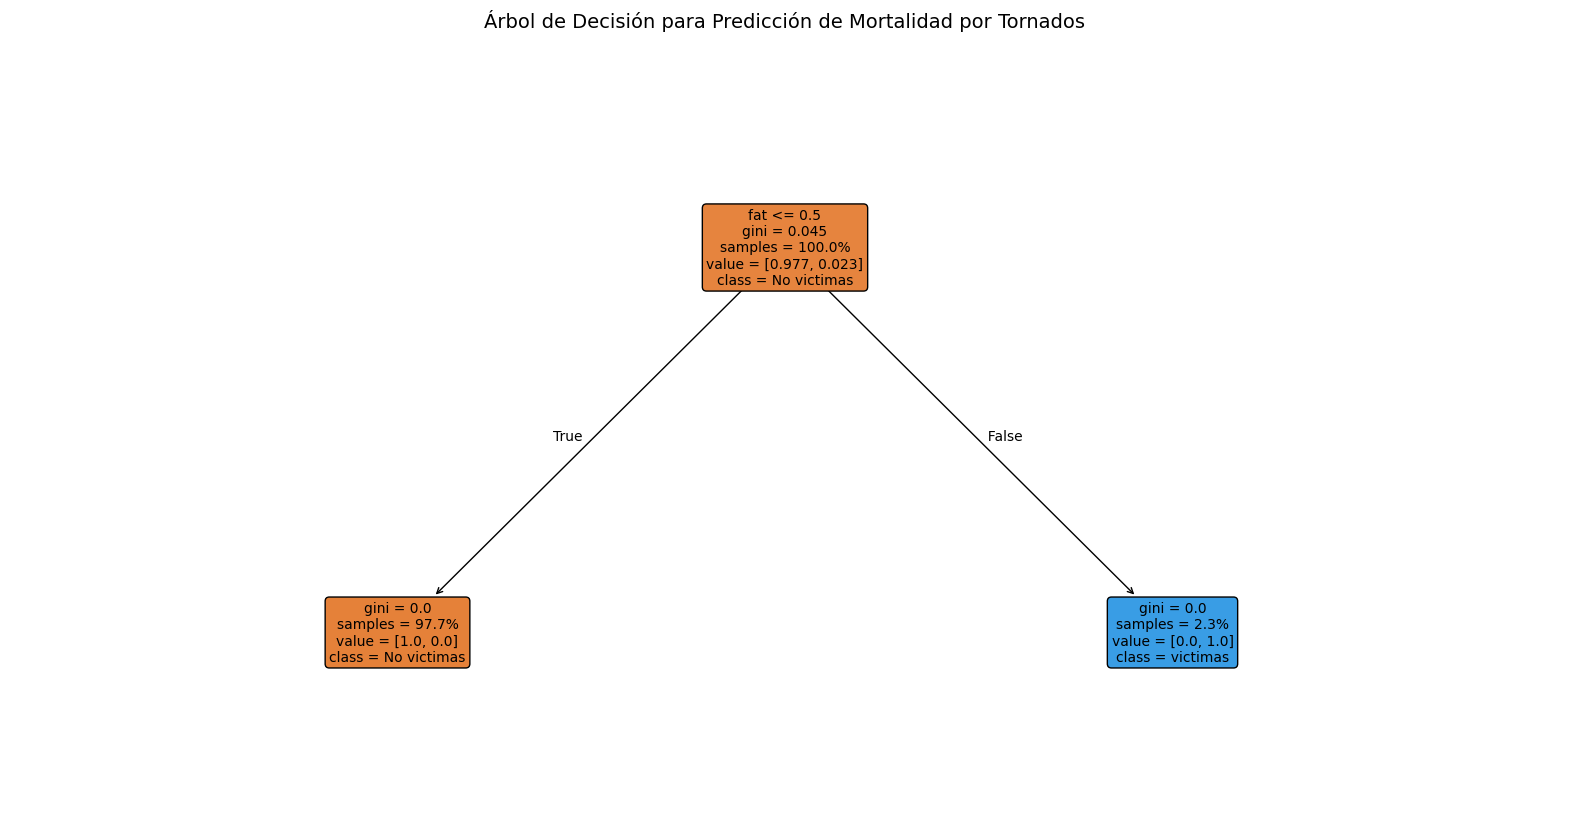 Árbol de Decisión para Predicción de Mortalidad por Tornados
fat <= 0.5
gini = 0.045
samples = 100.0%
value = [0.977, 0.023]
class = No victimas
True
False
gini = 0.0
samples = 97.7%
value = [1.0, 0.0]
class = No victimas
gini = 0.0
samples = 2.3%
value = [0.0, 1.0]
class = victimas